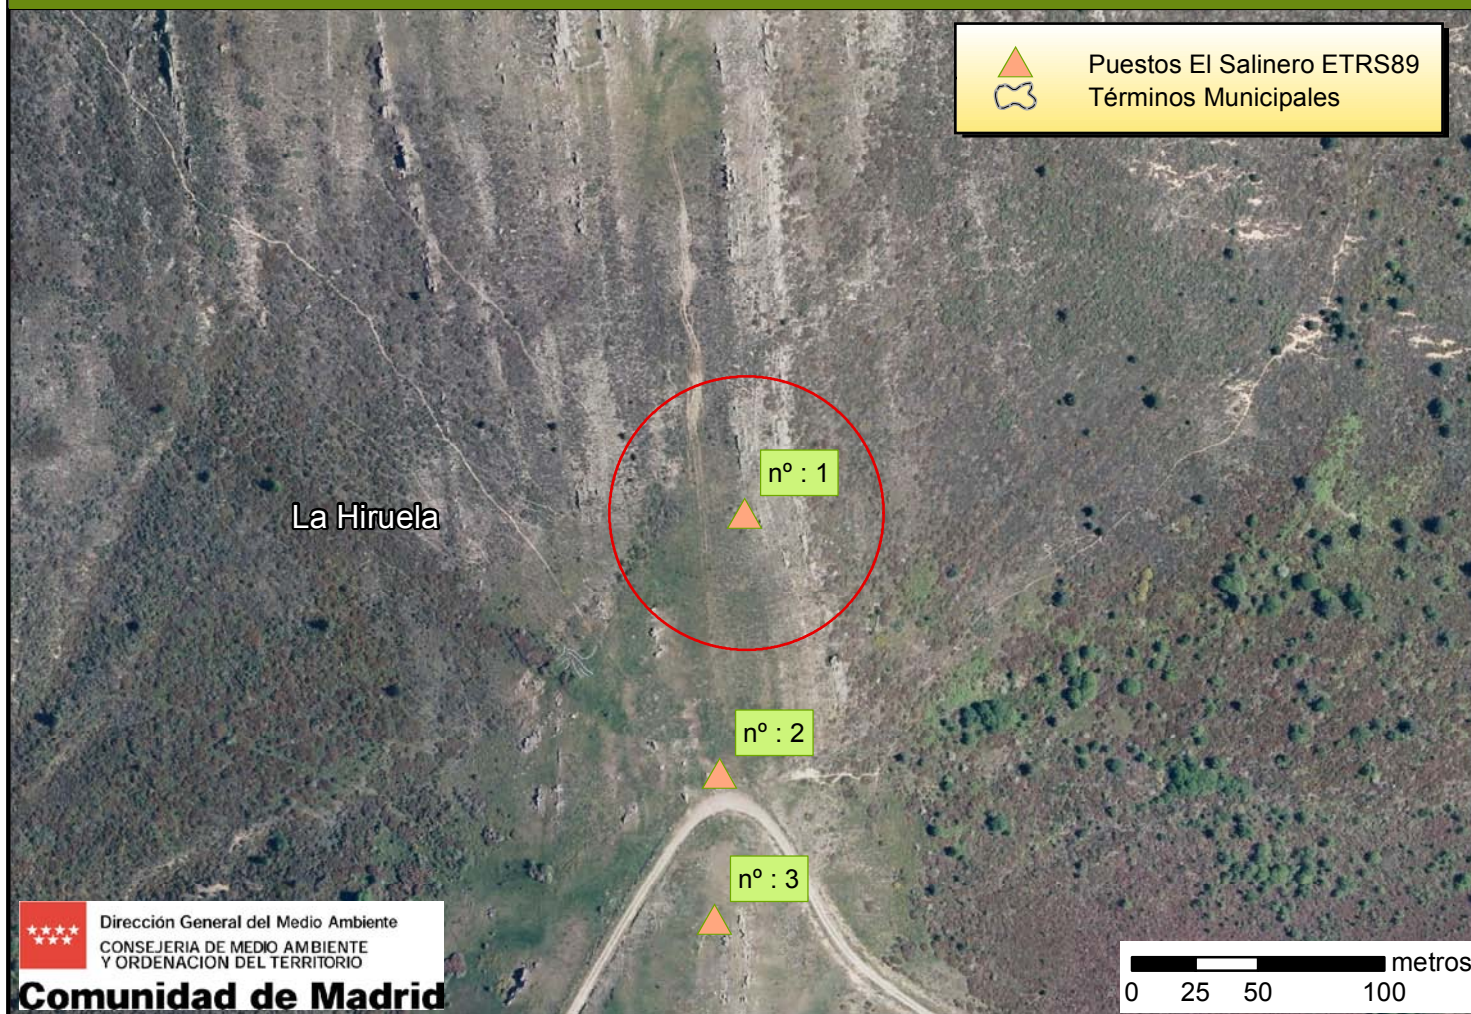 Puestos El Salinero ETRS89
Términos Municipales
nº : 1
La Hiruela
nº : 2
nº : 3
Dirección General del Medio Ambiente
CONSEJERIA DE MEDIO AMBIENTE
Y ORDENACION DEL TERRITORIO
Comunidad de Madrid
metros
0 25 50 100